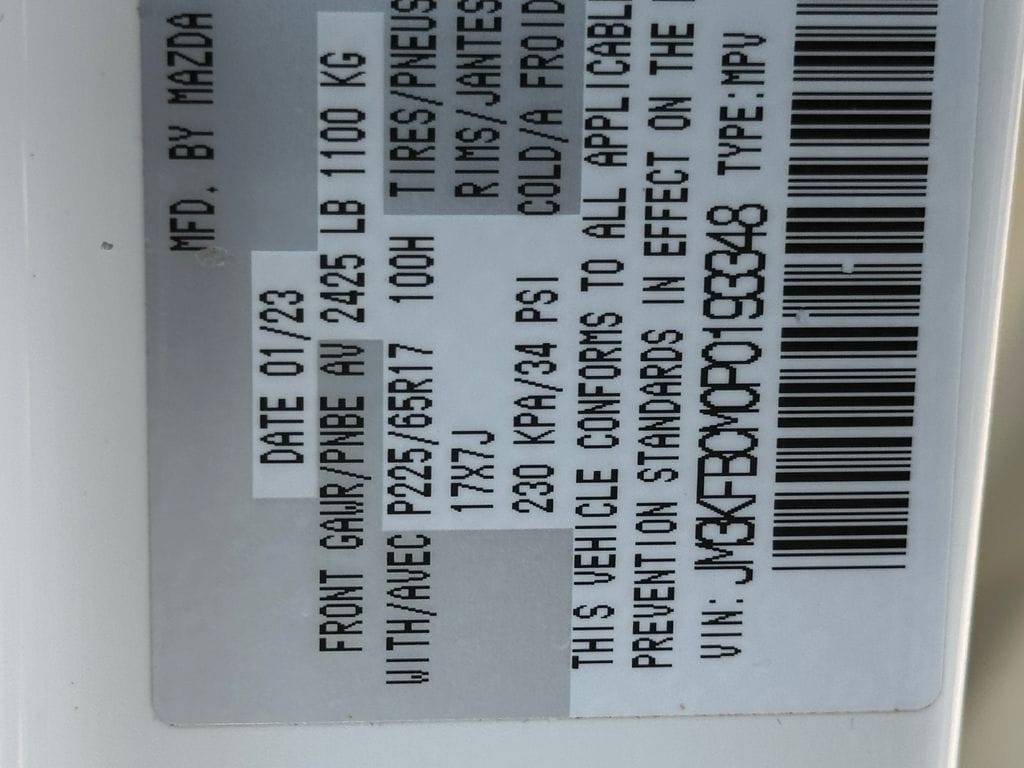 MFD. BY MAZDA
DATE 01/23
FRONT GAWR/PNBE AV 2425 LB 1100 KG
WITH/AVEC P225/65R17 100H TIRES/PNEUS
17X7J RIMS/JANTES
230 KPA/34 PSI COLD/A FROID
THIS VEHICLE CONFORMS TO ALL APPLICABL
PREVENTION STANDARDS IN EFFECT ON THE
VIN: JM3KFBCM0P0193348 TYPE:MPV